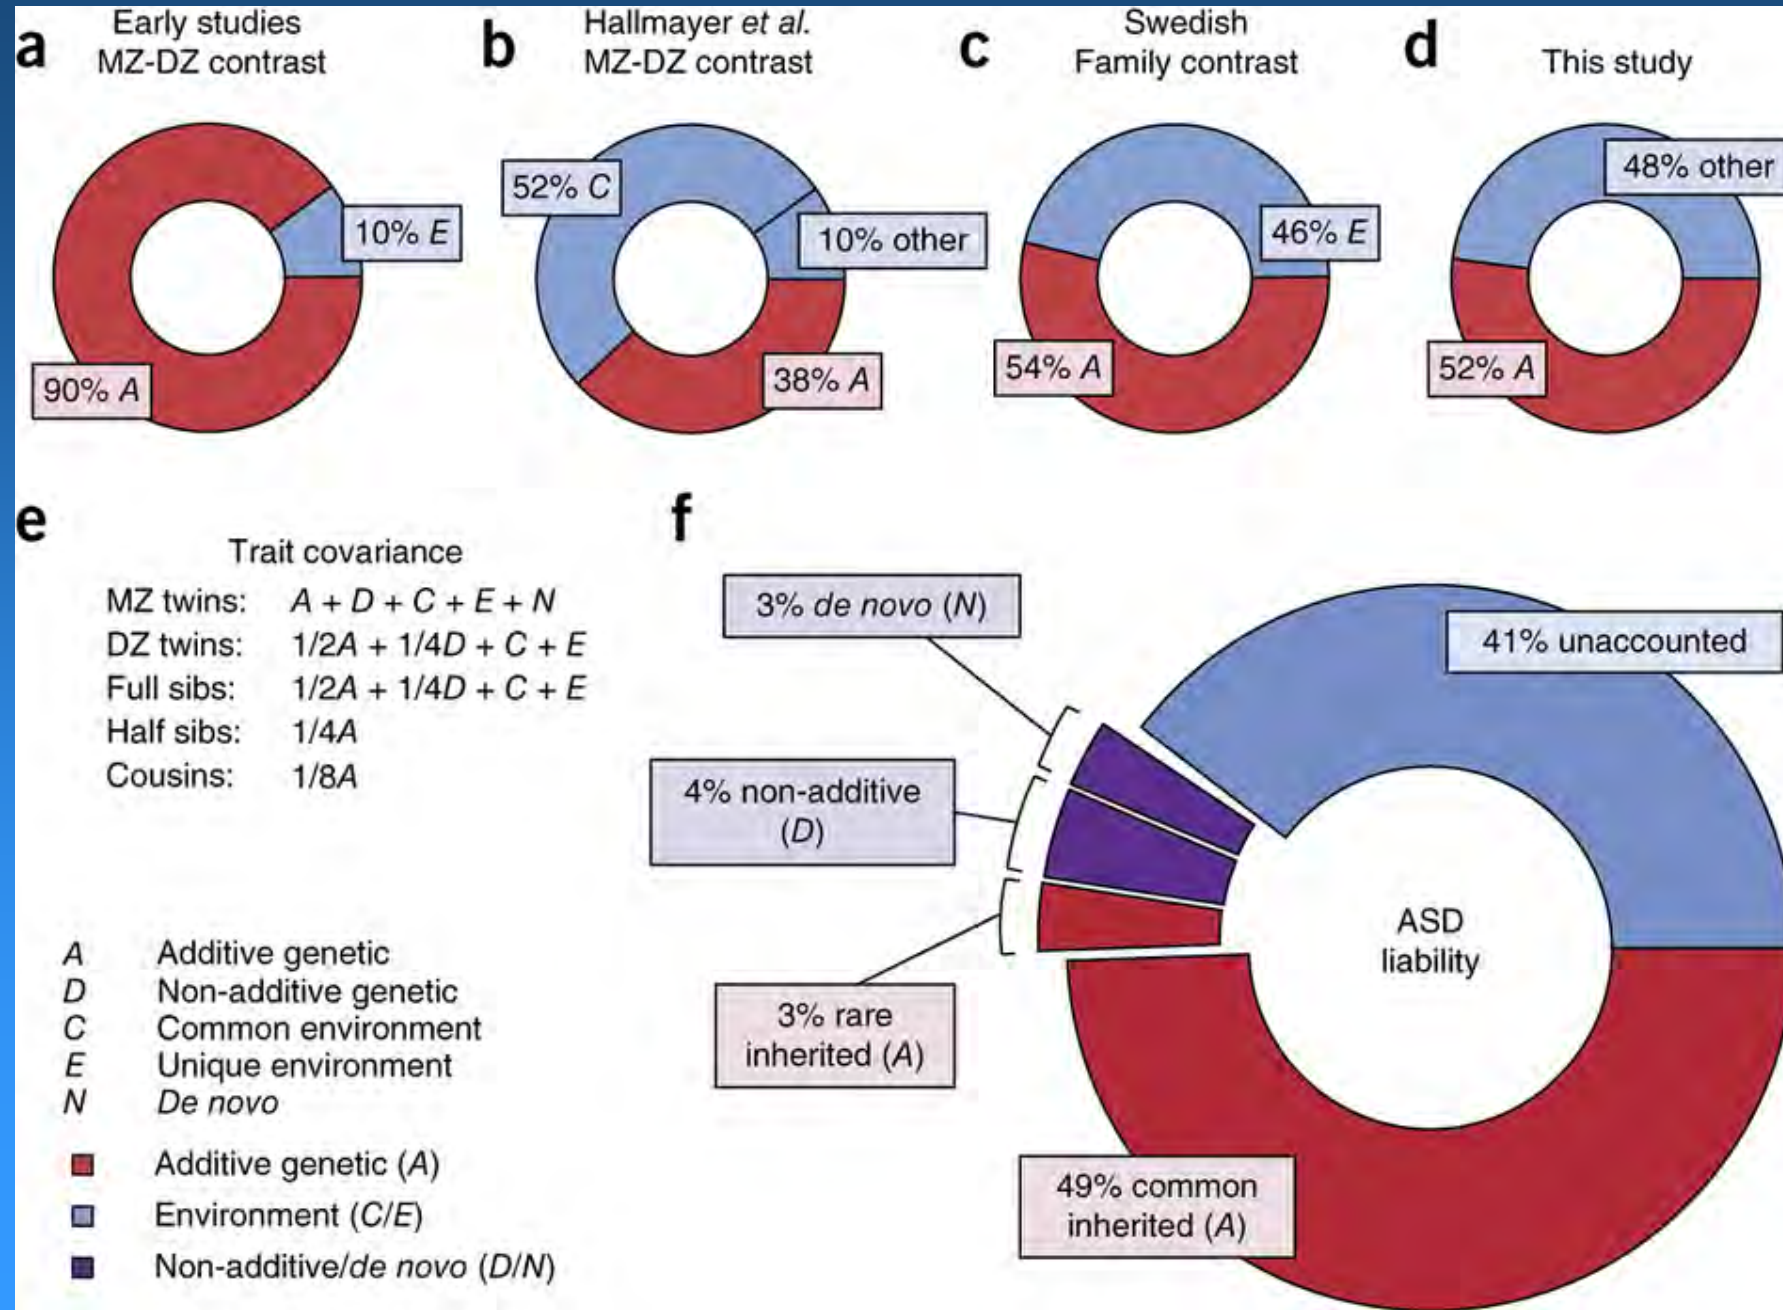 a
Early studies
MZ-DZ contrast
10% E
90% A
b
Hallmayer et al.
MZ-DZ contrast
52% C
10% other
38% A
c
Swedish
Family contrast
46% E
54% A
d
This study
48% other
52% A
e
Trait covariance
MZ twins: A + D + C + E + N
DZ twins: 1/2A + 1/4D + C + E
Full sibs: 1/2A + 1/4D + C + E
Half sibs: 1/4A
Cousins: 1/8A
A Additive genetic
D Non-additive genetic
C Common environment
E Unique environment
N De novo
Additive genetic (A)
Environment (C/E)
Non-additive/de novo (D/N)
f
3% de novo (N)
41% unaccounted
4% non-additive
(D)
ASD
liability
3% rare
inherited (A)
49% common
inherited (A)